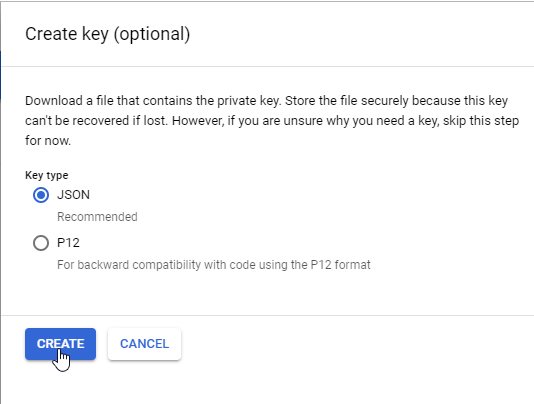 Create key (optional)
Download a file that contains the private key. Store the file securely because this key
can't be recovered if lost. However, if you are unsure why you need a key, skip this step
for now.
Key type
JSON
Recommended
P12
For backward compatibility with code using the P12 format
CREATE CANCEL